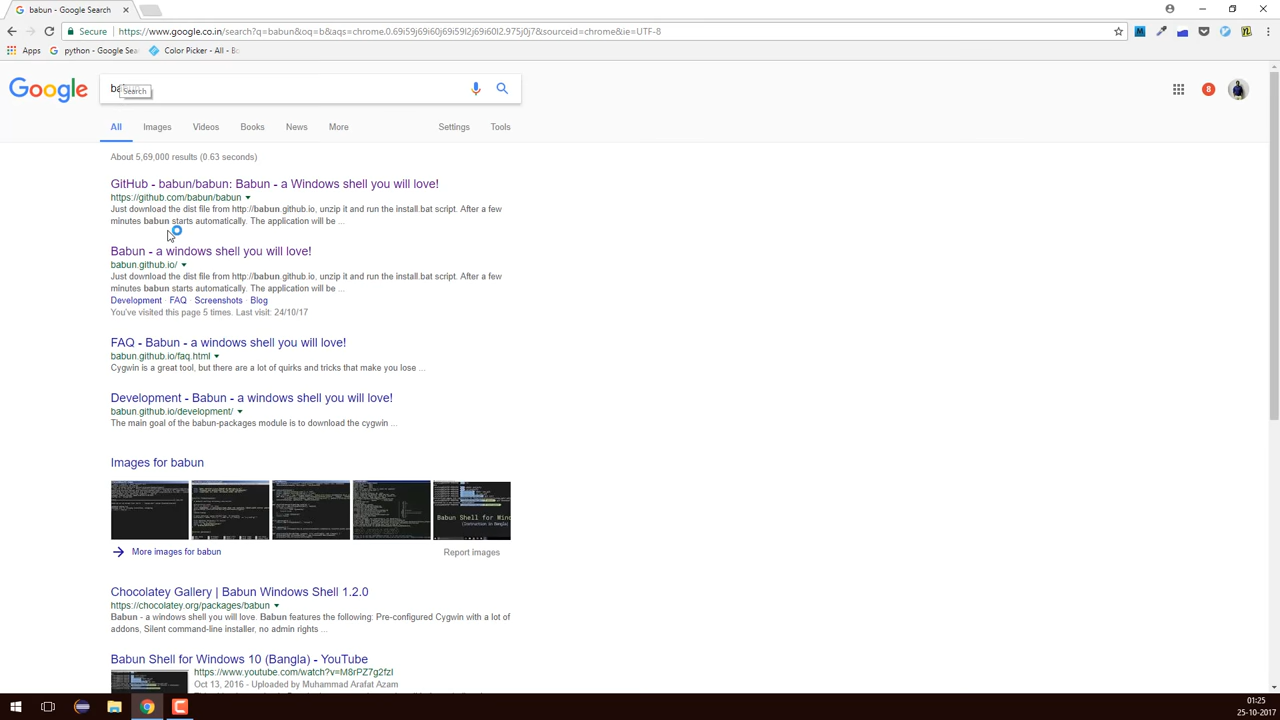 babun - Google Search
Secure
https://www.google.co.in/search?q=babun&oq=b&aqs=chrome.0.69i59j69i60j69i59l2j69i60l2.975j0j7&sourceid=chrome&ie=UTF-8
Apps
python - Google Sea
Color Picker - All - Bo
Google
Search
8
All
Images
Videos
Books
News
More
Settings
Tools
About 5,69,000 results (0.63 seconds)
GitHub - babun/babun: Babun - a Windows shell you will love!
https://github.com/babun/babun
Just download the dist file from http://babun.github.io, unzip it and run the install.bat script. After a few
minutes babun starts automatically. The application will be ...
Babun - a windows shell you will love!
babun.github.io/
Just download the dist file from http://babun.github.io, unzip it and run the install.bat script. After a few
minutes babun starts automatically. The application will be ...
Development · FAQ · Screenshots · Blog
You've visited this page 5 times. Last visit: 24/10/17
FAQ - Babun - a windows shell you will love!
babun.github.io/faq.html
Cygwin is a great tool, but there are a lot of quirks and tricks that make you lose ...
Development - Babun - a windows shell you will love!
babun.github.io/development/
The main goal of the babun-packages module is to download the cygwin ...
Images for babun
More images for babun
Report images
Chocolatey Gallery | Babun Windows Shell 1.2.0
https://chocolatey.org/packages/babun
Babun - a windows shell you will love. Babun features the following: Pre-configured Cygwin with a lot of
addons, Silent command-line installer, no admin rights ...
Babun Shell for Windows 10 (Bangla) - YouTube
https://www.youtube.com/watch?v=M8rPZ7g2fzI
Oct 13, 2016 - Uploaded by Muhammad Arafat Azam
01:25
25-10-2017